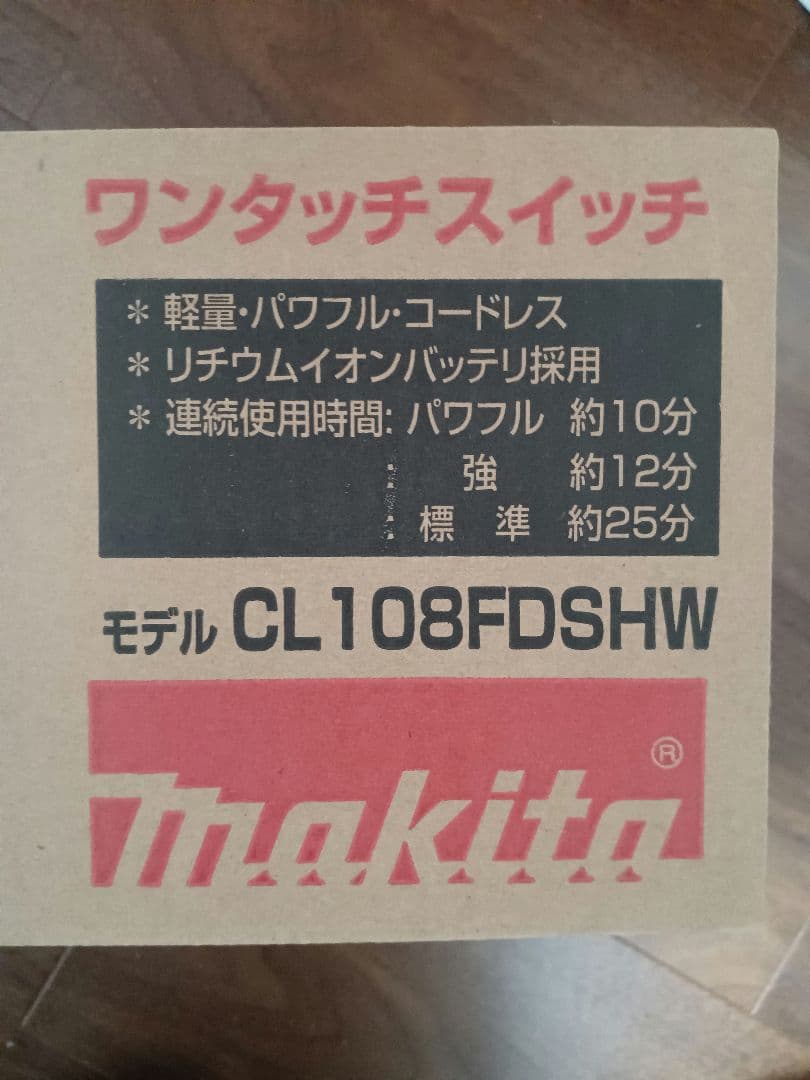 ワンタッチスイッチ
＊ 軽量・パワフル・コードレス
＊ リチウムイオンバッテリ採用
＊ 連続使用時間: パワフル 約10分
: 強 約12分
: 標 準 約25分
モデル CL108FDSHW
makita®